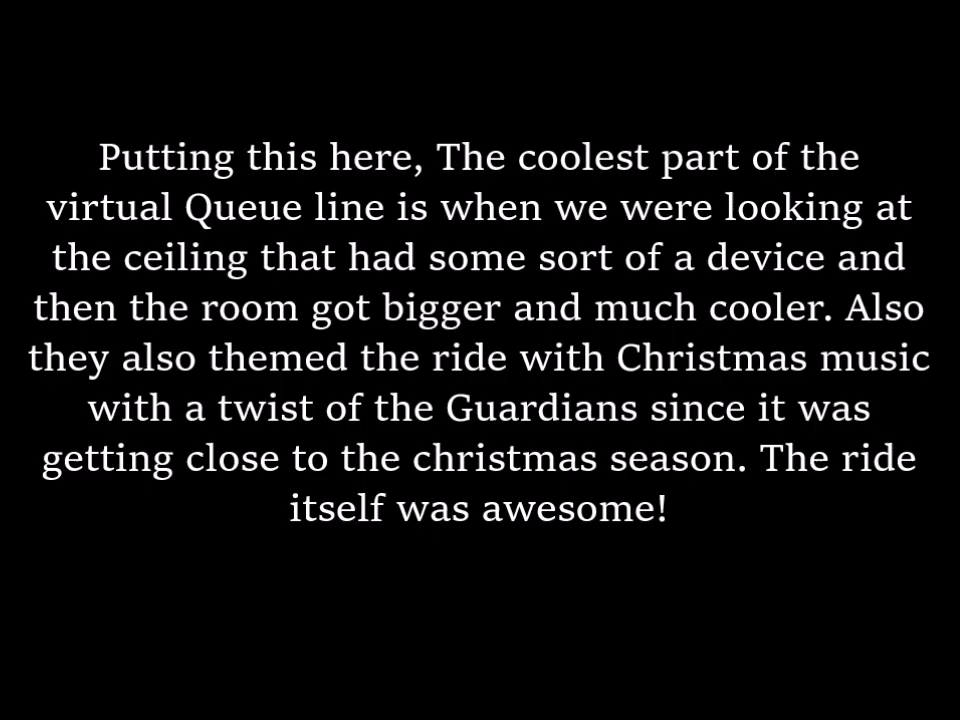 Putting this here, The coolest part of the
virtual Queue line is when we were looking at
the ceiling that had some sort of a device and
then the room got bigger and much cooler. Also
they also themed the ride with Christmas music
with a twist of the Guardians since it was
getting close to the christmas season. The ride
itself was awesome!